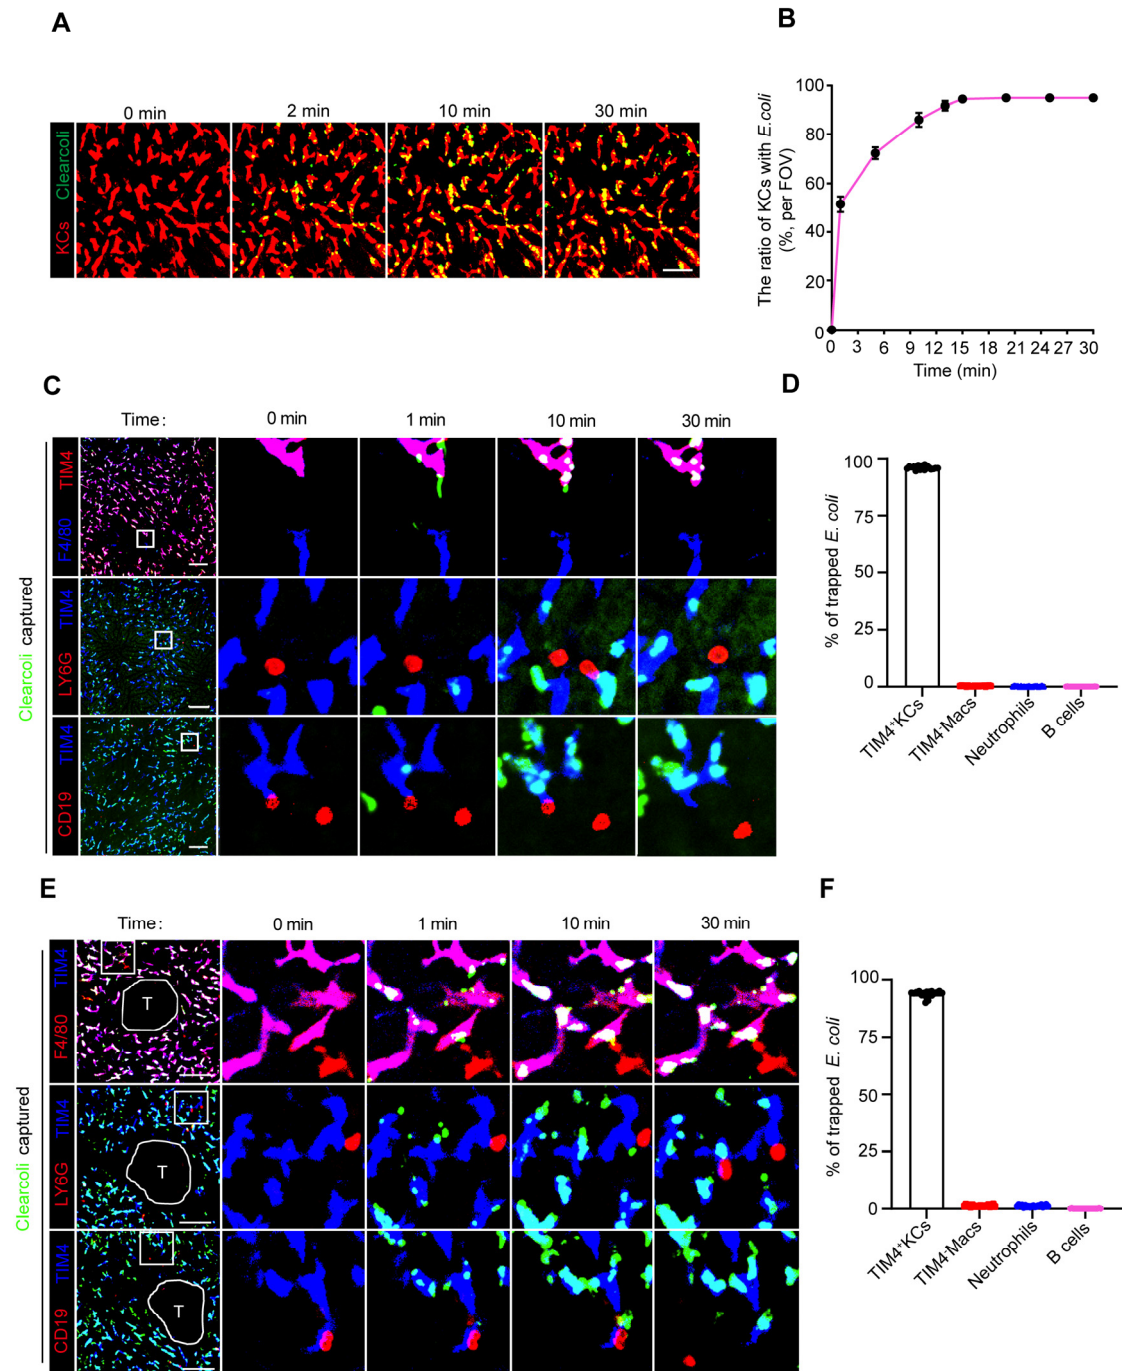 A
0 min 2 min 10 min 30 min
KCs Clearcoli
B
The ratio of KCs with E.coli
(%, per FOV)
100
80
60
40
20
0
0 3 6 9 12 15 18 21 24 27 30
Time (min)
C
Time: 0 min 1 min 10 min 30 min
Clearcoli captured
F4/80 TIM4
LY6G TIM4
CD19 TIM4
D
% of trapped E. coli
100
75
50
25
0
TIM4+KCs
TIM4-Macs
Neutrophils
B cells
E
Time: 0 min 1 min 10 min 30 min
Clearcoli captured
F4/80 TIM4
T
LY6G TIM4
T
CD19 TIM4
T
F
% of trapped E. coli
100
75
50
25
0
TIM4+KCs
TIM4-Macs
Neutrophils
B cells